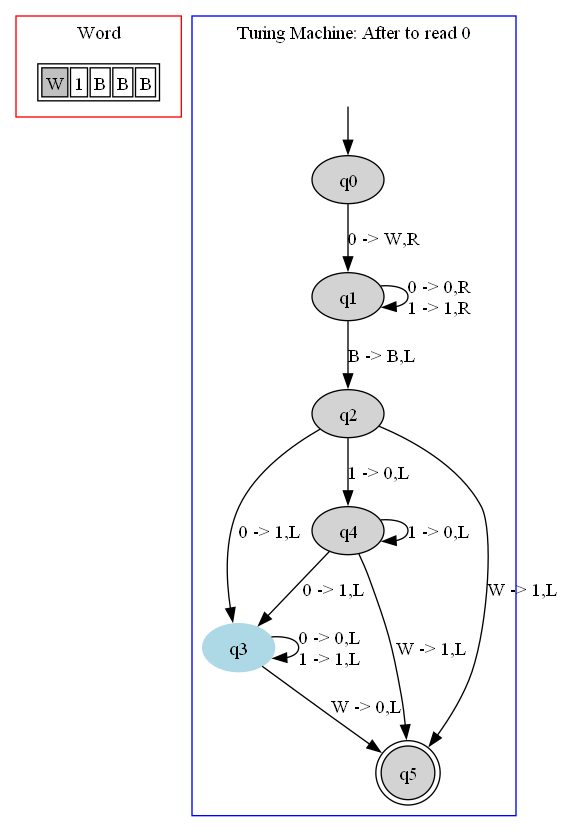 Word
W 1 B B B
Turing Machine: After to read 0
q0
0 -> W,R
q1
0 -> 0,R
1 -> 1,R
B -> B,L
q2
1 -> 0,L
0 -> 1,L
q4
1 -> 0,L
W -> 1,L
0 -> 1,L
q3
0 -> 0,L
1 -> 1,L
W -> 1,L
W -> 0,L
q5